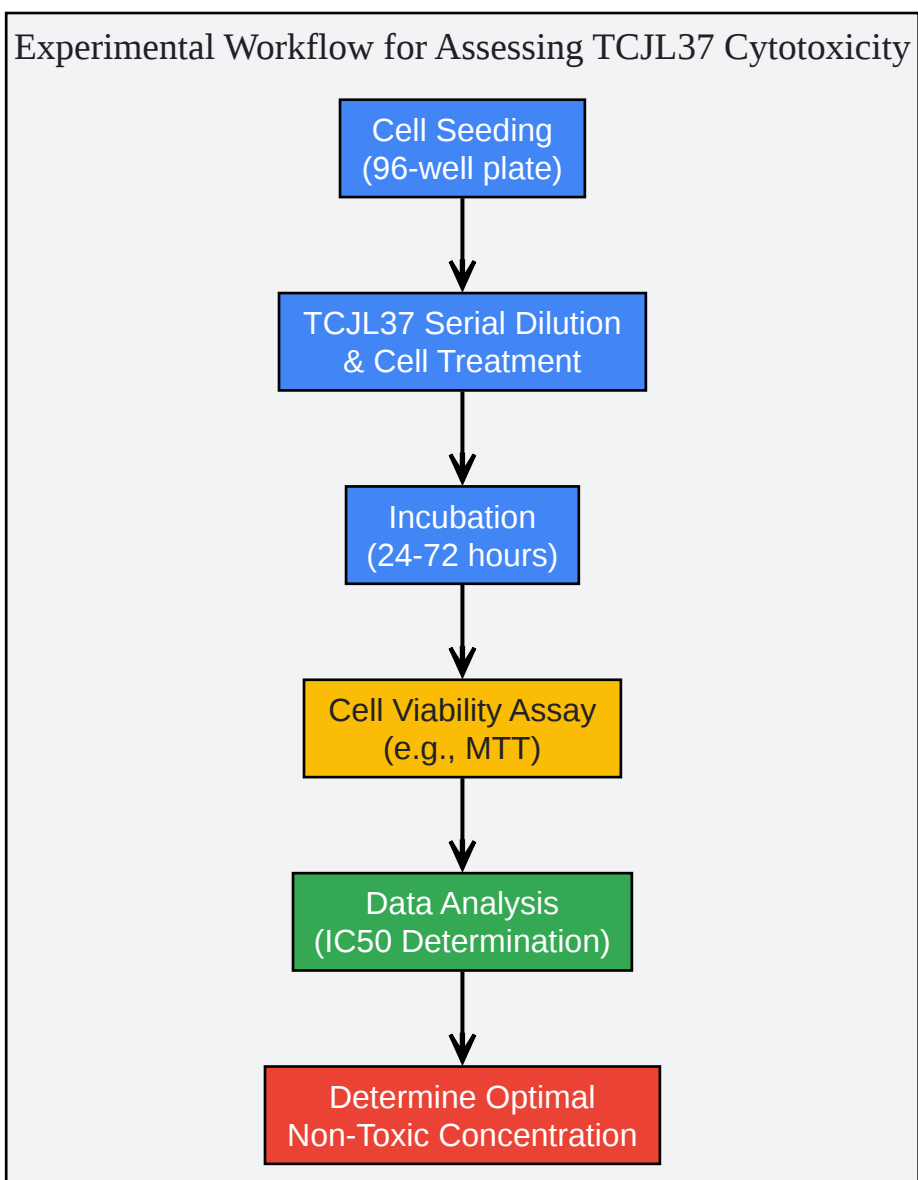 Experimental Workflow for Assessing TCJL37 Cytotoxicity
Cell Seeding
(96-well plate)
TCJL37 Serial Dilution
& Cell Treatment
Incubation
(24-72 hours)
Cell Viability Assay
(e.g., MTT)
Data Analysis
(IC50 Determination)
Determine Optimal
Non-Toxic Concentration